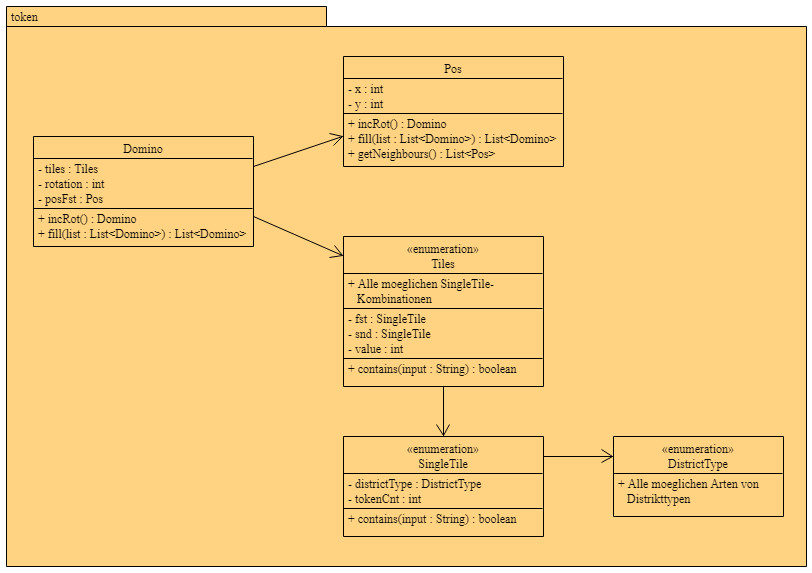 token
Pos
- x : int
- y : int
+ incRot() : Domino
+ fill(list : List<Domino>) : List<Domino>
+ getNeighbours() : List<Pos>
Domino
- tiles : Tiles
- rotation : int
- posFst : Pos
+ incRot() : Domino
+ fill(list : List<Domino>) : List<Domino>
«enumeration»
Tiles
+ Alle moeglichen SingleTile-
Kombinationen
- fst : SingleTile
- snd : SingleTile
- value : int
+ contains(input : String) : boolean
«enumeration»
SingleTile
- districtType : DistrictType
- tokenCnt : int
+ contains(input : String) : boolean
«enumeration»
DistrictType
+ Alle moeglichen Arten von
Distrikttypen